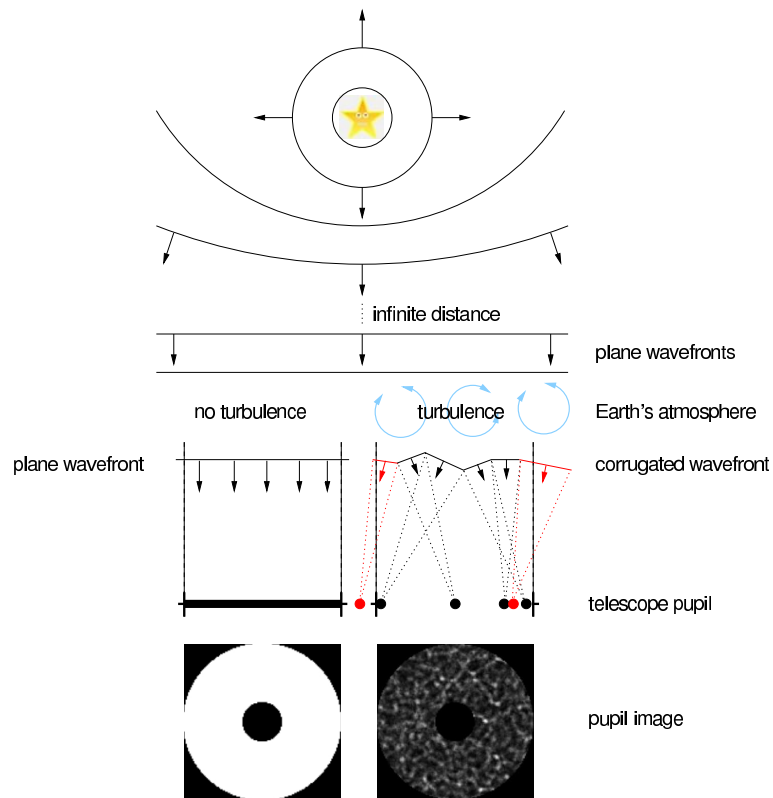 infinite distance
plane wavefronts
no turbulence
turbulence
Earth's atmosphere
plane wavefront
corrugated wavefront
telescope pupil
pupil image